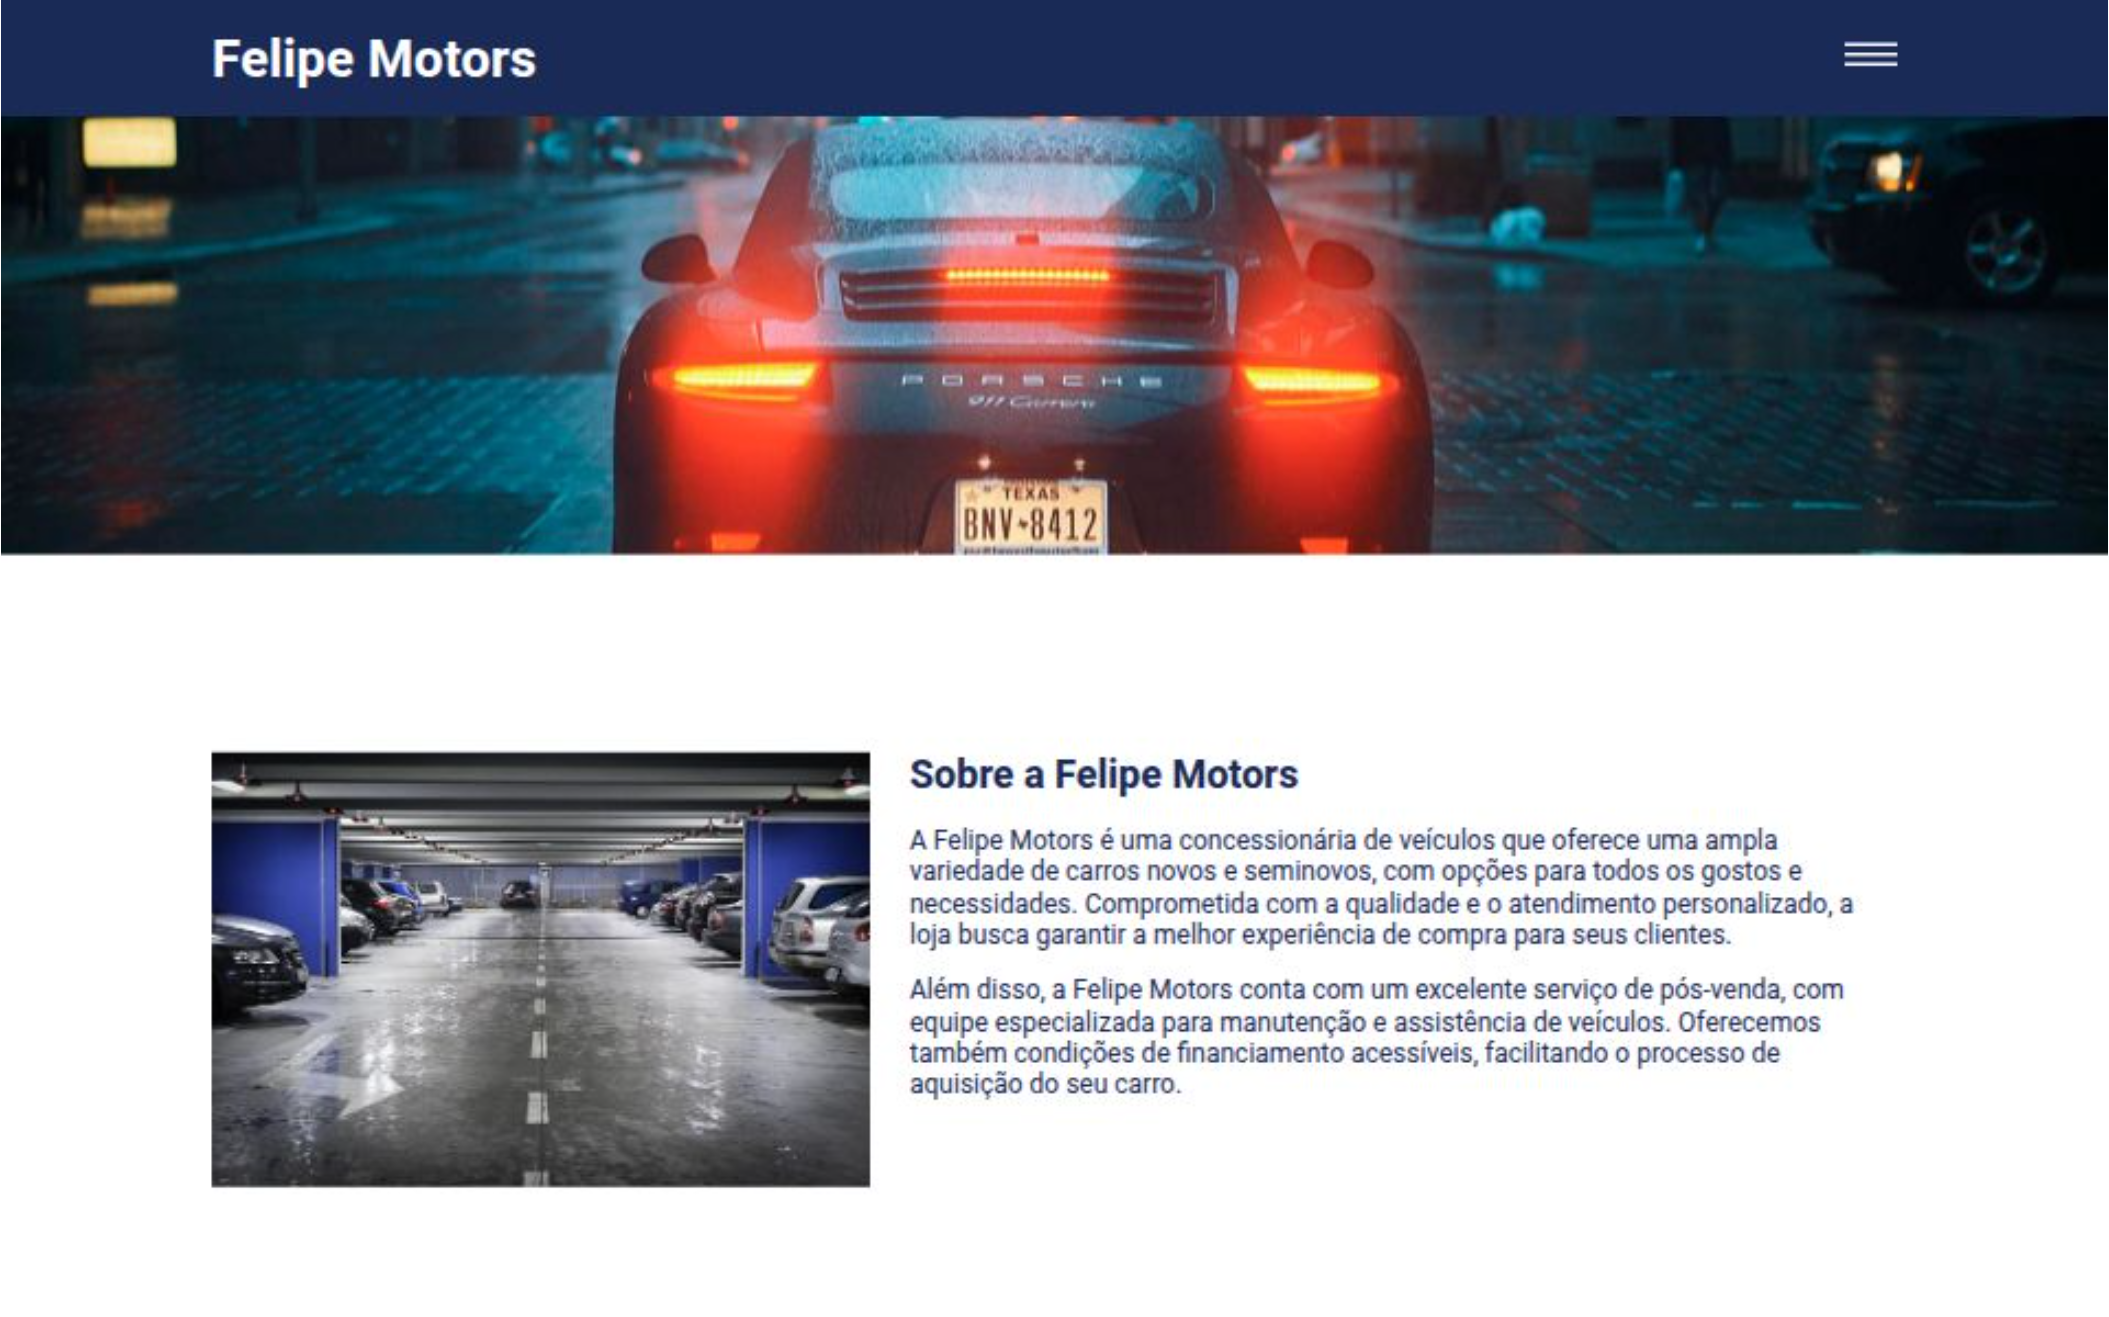 Felipe Motors
PORSCHE
911 Carrera
TEXAS
BNV 8412
Sobre a Felipe Motors
A Felipe Motors é uma concessionária de veículos que oferece uma ampla
variedade de carros novos e seminovos, com opções para todos os gostos e
necessidades. Comprometida com a qualidade e o atendimento personalizado, a
loja busca garantir a melhor experiência de compra para seus clientes.
Além disso, a Felipe Motors conta com um excelente serviço de pós-venda, com
equipe especializada para manutenção e assistência de veículos. Oferecemos
também condições de financiamento acessíveis, facilitando o processo de
aquisição do seu carro.